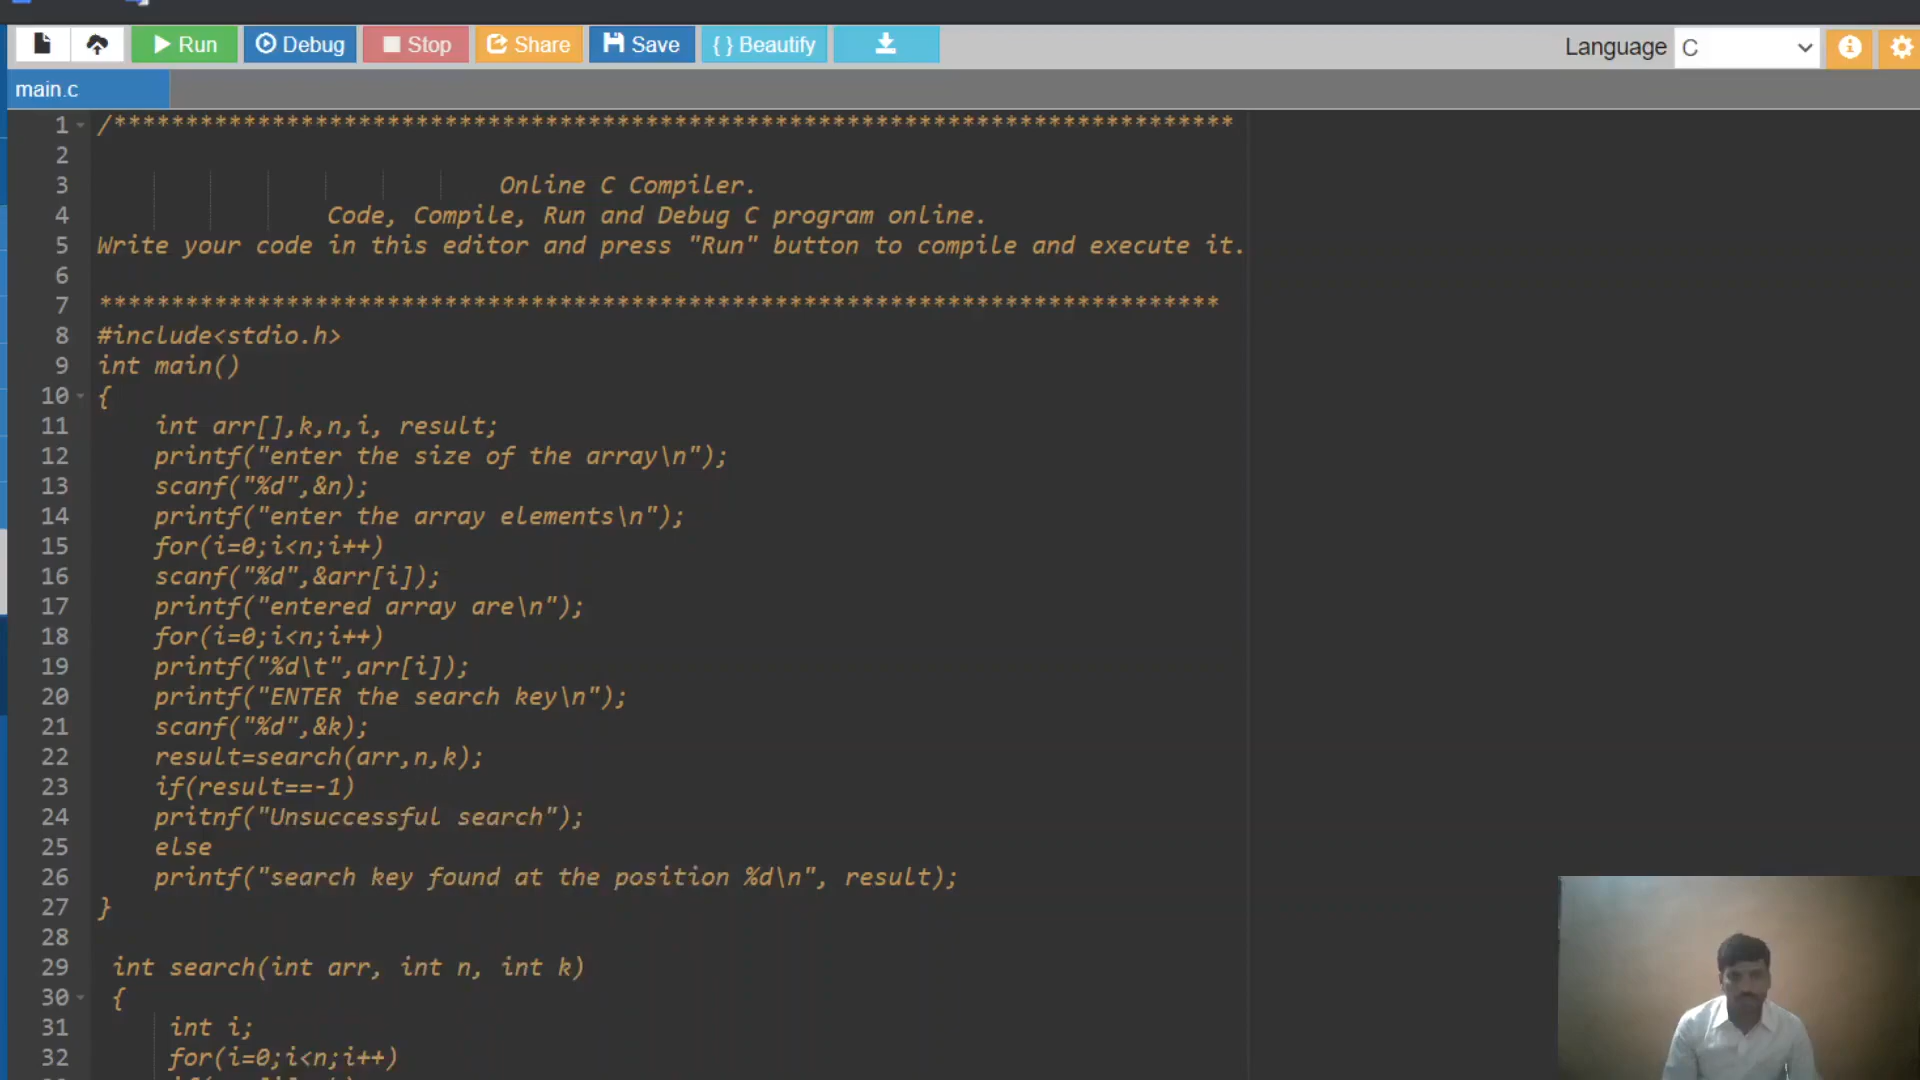 Run Debug Stop Share Save { } Beautify Language C
main.c
1 /******************************************************************************
2
3 Online C Compiler.
4 Code, Compile, Run and Debug C program online.
5 Write your code in this editor and press "Run" button to compile and execute it.
6
7 ******************************************************************************
8 #include<stdio.h>
9 int main()
10 {
11 int arr[],k,n,i, result;
12 printf("enter the size of the array\n");
13 scanf("%d",&n);
14 printf("enter the array elements\n");
15 for(i=0;i<n;i++)
16 scanf("%d",&arr[i]);
17 printf("entered array are\n");
18 for(i=0;i<n;i++)
19 printf("%d\t",arr[i]);
20 printf("ENTER the search key\n");
21 scanf("%d",&k);
22 result=search(arr,n,k);
23 if(result==-1)
24 pritnf("Unsuccessful search");
25 else
26 printf("search key found at the position %d\n", result);
27 }
28
29 int search(int arr, int n, int k)
30 {
31 int i;
32 for(i=0;i<n;i++)